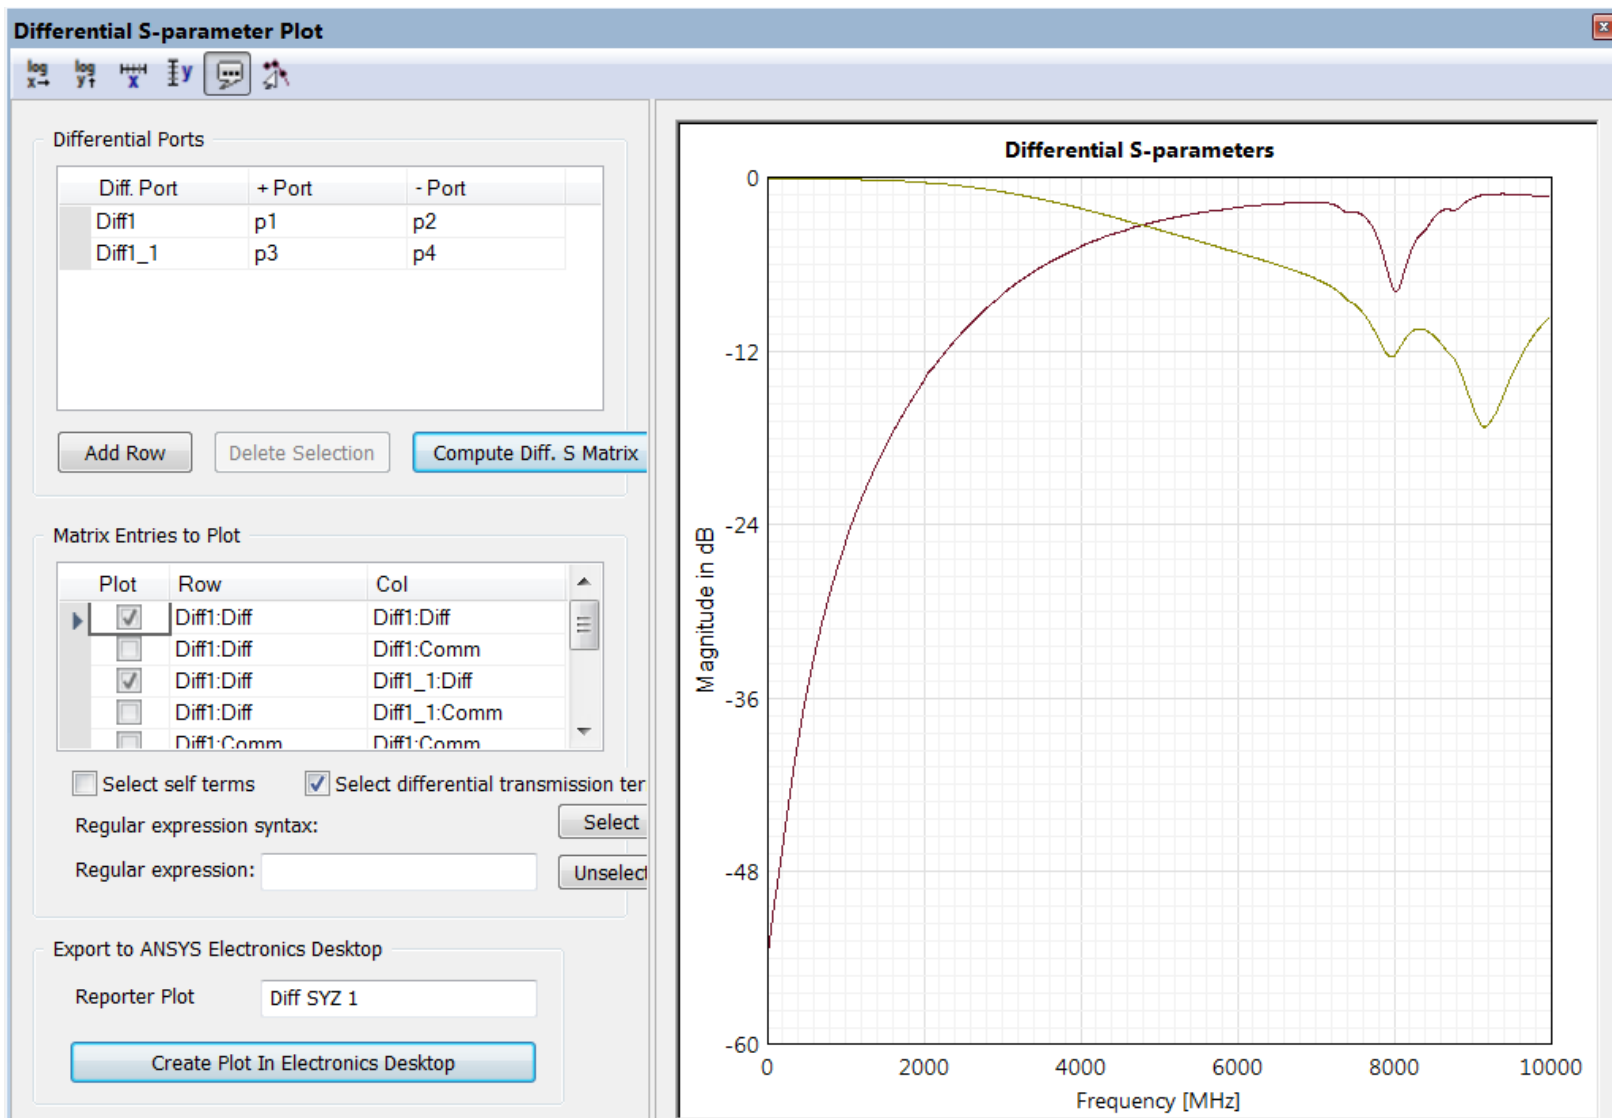 Differential S-parameter Plot
log x→ log y↑ x y
Differential Ports
Diff. Port + Port - Port
Diff1 p1 p2
Diff1_1 p3 p4
Add Row Delete Selection Compute Diff. S Matrix
Matrix Entries to Plot
Plot Row Col
Diff1:Diff Diff1:Diff
Diff1:Diff Diff1:Comm
Diff1:Diff Diff1_1:Diff
Diff1:Diff Diff1_1:Comm
Diff1:Comm Diff1:Comm
Select self terms Select differential transmission ter
Regular expression syntax: Select
Regular expression: Unselect
Export to ANSYS Electronics Desktop
Reporter Plot Diff SYZ 1
Create Plot In Electronics Desktop
Differential S-parameters
Magnitude in dB
0
-12
-24
-36
-48
-60
0 2000 4000 6000 8000 10000
Frequency [MHz]